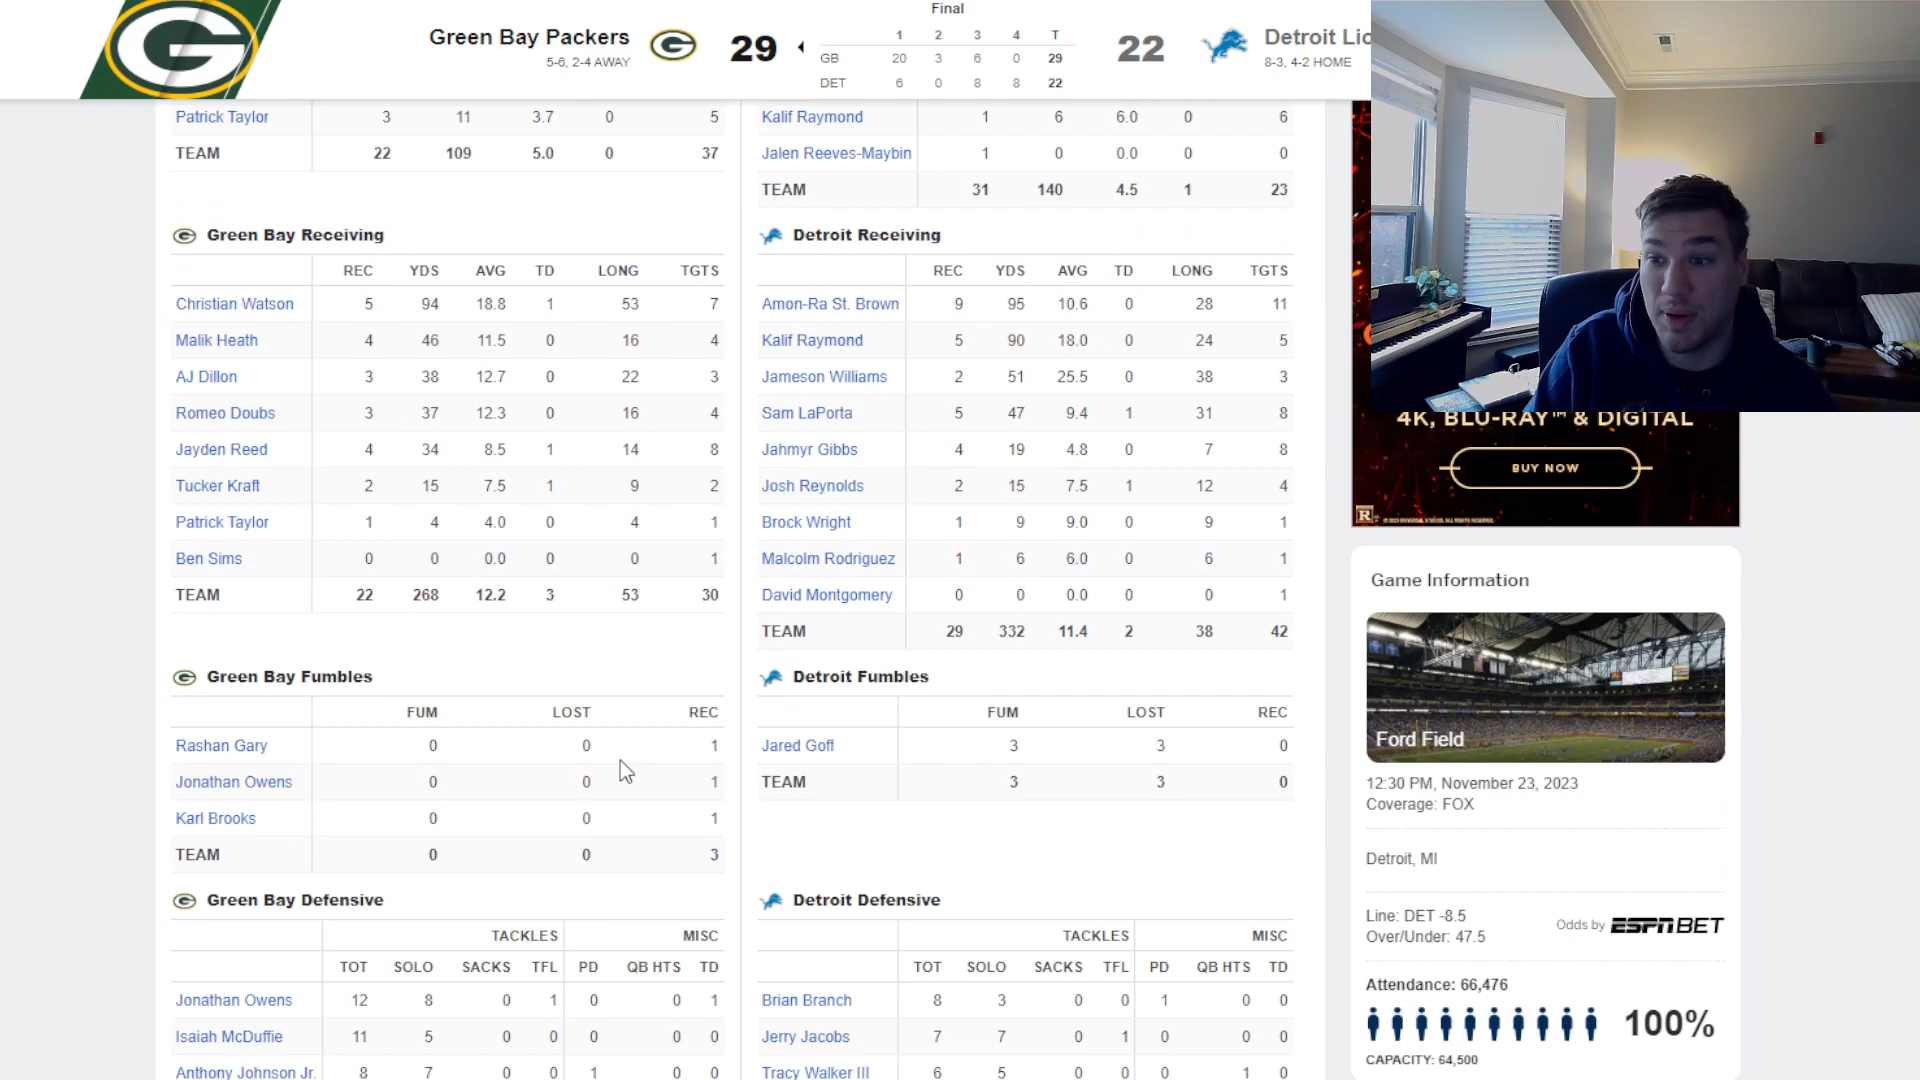 Final
Green Bay Packers
5-6, 2-4 AWAY
29
1 2 3 4 T
GB 20 3 6 0 29
DET 6 0 8 8 22
22
Detroit Lio
8-3, 4-2 HOME
Patrick Taylor 3 11 3.7 0 5
TEAM 22 109 5.0 0 37
Kalif Raymond 1 6 6.0 0 6
Jalen Reeves-Maybin 1 0 0.0 0 0
TEAM 31 140 4.5 1 23
Green Bay Receiving
REC YDS AVG TD LONG TGTS
Christian Watson 5 94 18.8 1 53 7
Malik Heath 4 46 11.5 0 16 4
AJ Dillon 3 38 12.7 0 22 3
Romeo Doubs 3 37 12.3 0 16 4
Jayden Reed 4 34 8.5 1 14 8
Tucker Kraft 2 15 7.5 1 9 2
Patrick Taylor 1 4 4.0 0 4 1
Ben Sims 0 0 0.0 0 0 1
TEAM 22 268 12.2 3 53 30
Detroit Receiving
REC YDS AVG TD LONG TGTS
Amon-Ra St. Brown 9 95 10.6 0 28 11
Kalif Raymond 5 90 18.0 0 24 5
Jameson Williams 2 51 25.5 0 38 3
Sam LaPorta 5 47 9.4 1 31 8
Jahmyr Gibbs 4 19 4.8 0 7 8
Josh Reynolds 2 15 7.5 1 12 4
Brock Wright 1 9 9.0 0 9 1
Malcolm Rodriguez 1 6 6.0 0 6 1
David Montgomery 0 0 0.0 0 0 1
TEAM 29 332 11.4 2 38 42
Green Bay Fumbles
FUM LOST REC
Rashan Gary 0 0 1
Jonathan Owens 0 0 1
Karl Brooks 0 0 1
TEAM 0 0 3
Detroit Fumbles
FUM LOST REC
Jared Goff 3 3 0
TEAM 3 3 0
Green Bay Defensive
TACKLES MISC
TOT SOLO SACKS TFL PD QB HTS TD
Jonathan Owens 12 8 0 1 0 0 1
Isaiah McDuffie 11 5 0 0 0 0 0
Anthony Johnson Jr. 8 7 0 0 1 0 0
Detroit Defensive
TACKLES MISC
TOT SOLO SACKS TFL PD QB HTS TD
Brian Branch 8 3 0 0 1 0 0
Jerry Jacobs 7 7 0 1 0 0 0
Tracy Walker III 6 5 0 0 0 1 0
4K, BLU-RAY™ & DIGITAL
BUY NOW
R
Game Information
Ford Field
12:30 PM, November 23, 2023
Coverage: FOX
Detroit, MI
Line: DET -8.5
Over/Under: 47.5
Odds by ESPN BET
Attendance: 66,476
100%
CAPACITY: 64,500